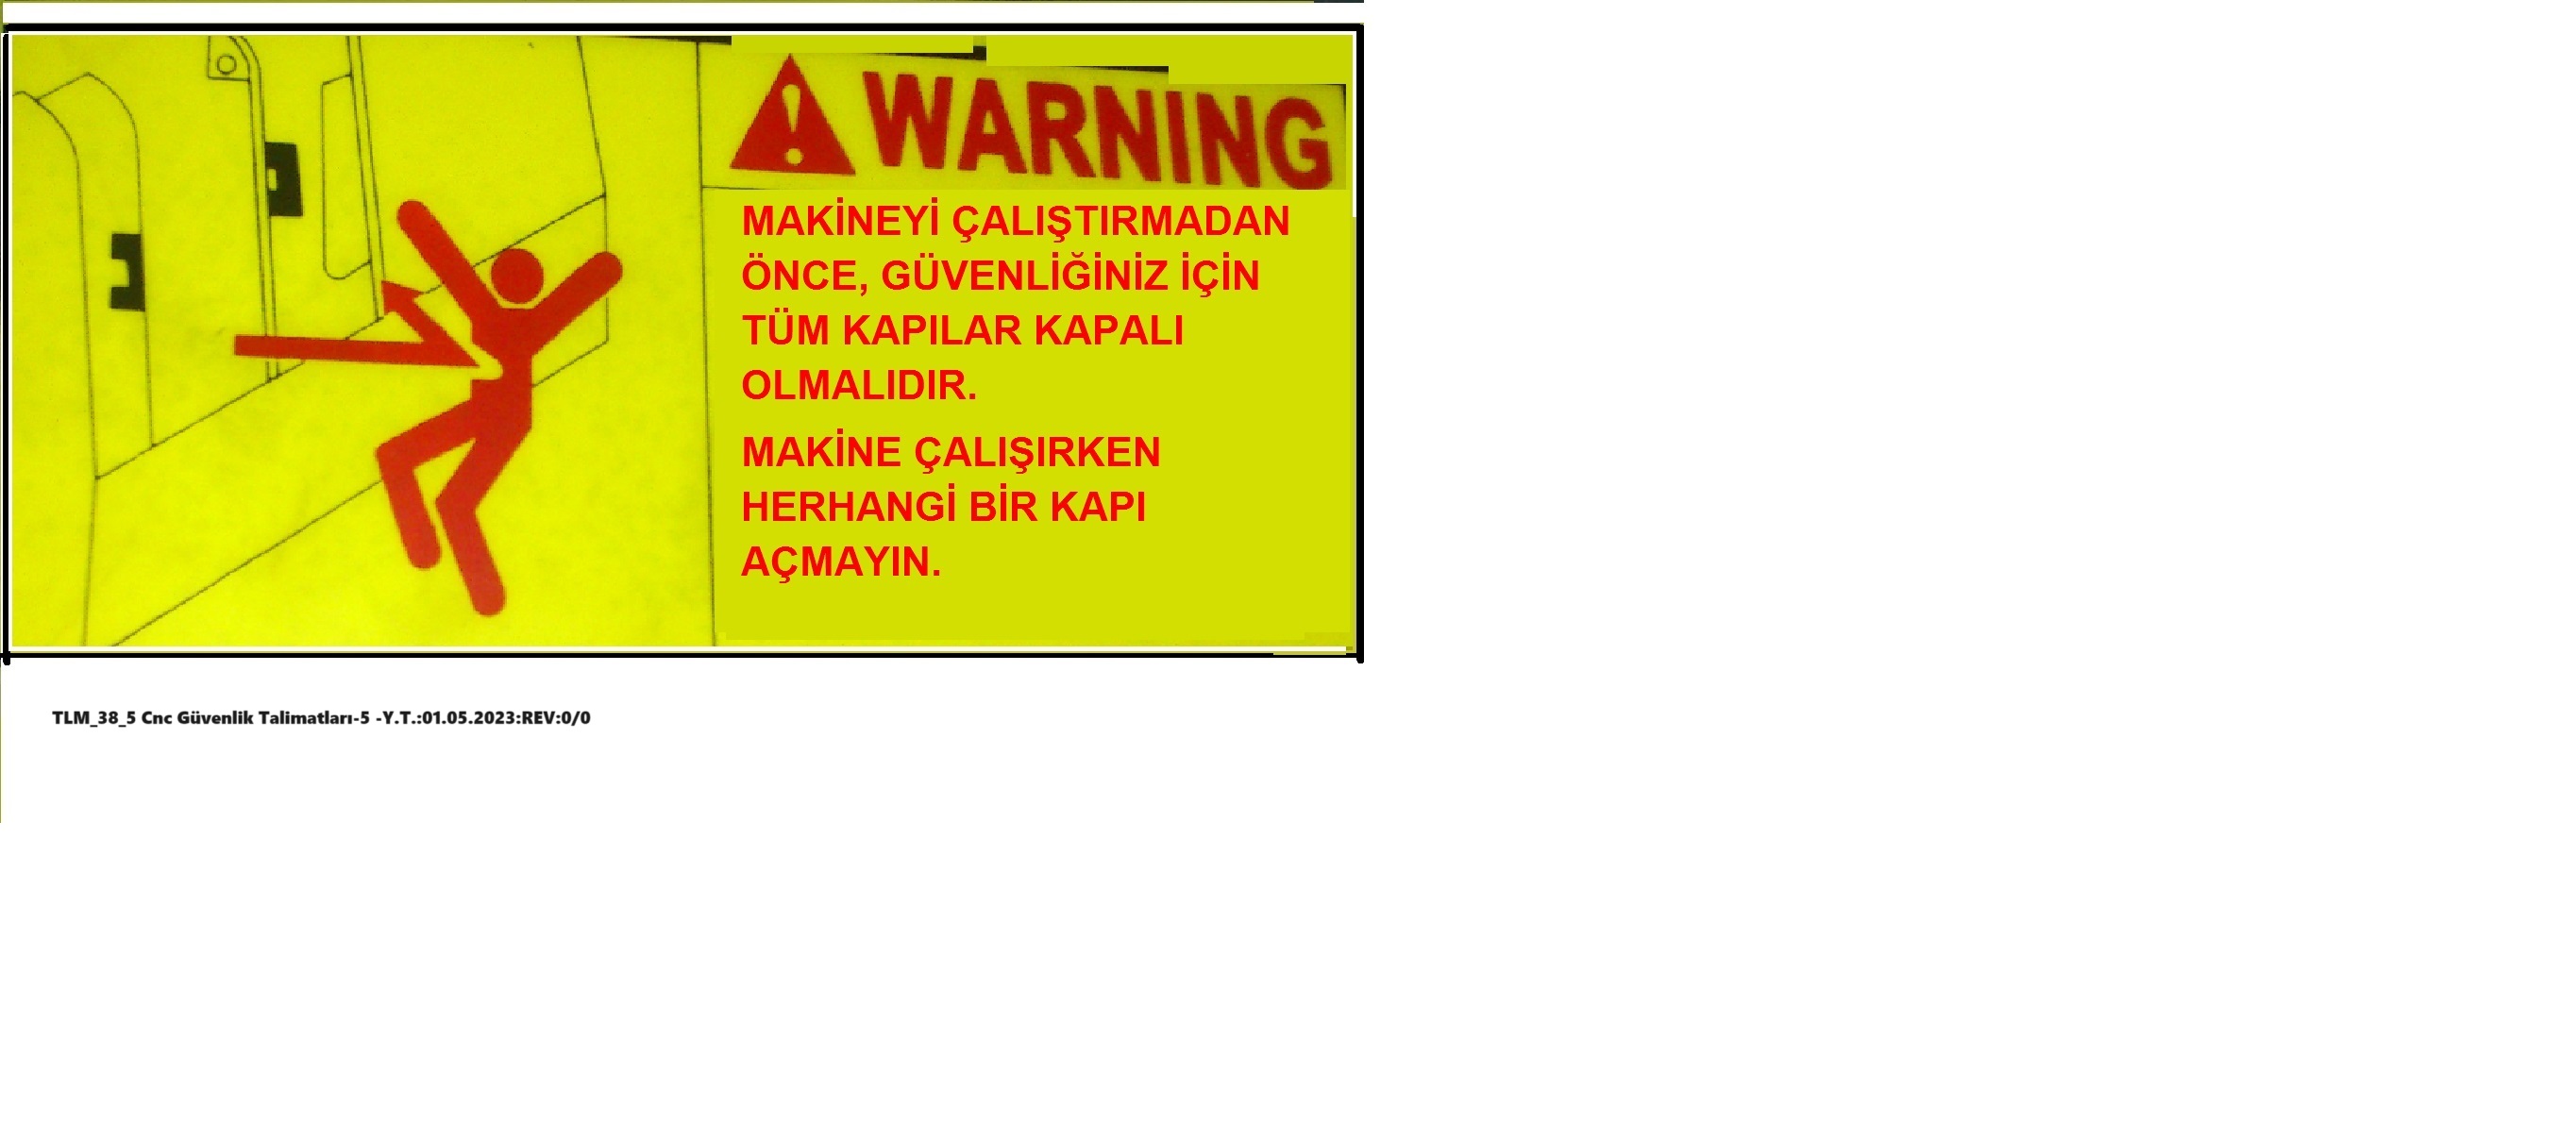 WARNING
MAKİNEYİ ÇALIŞTIRMADAN
ÖNCE, GÜVENLİĞİNİZ İÇİN
TÜM KAPILAR KAPALI
OLMALIDIR.
MAKİNE ÇALIŞIRKEN
HERHANGİ BİR KAPI
AÇMAYIN.
TLM_38_5 Cnc Güvenlik Talimatları-5 -Y.T.:01.05.2023:REV:0/0